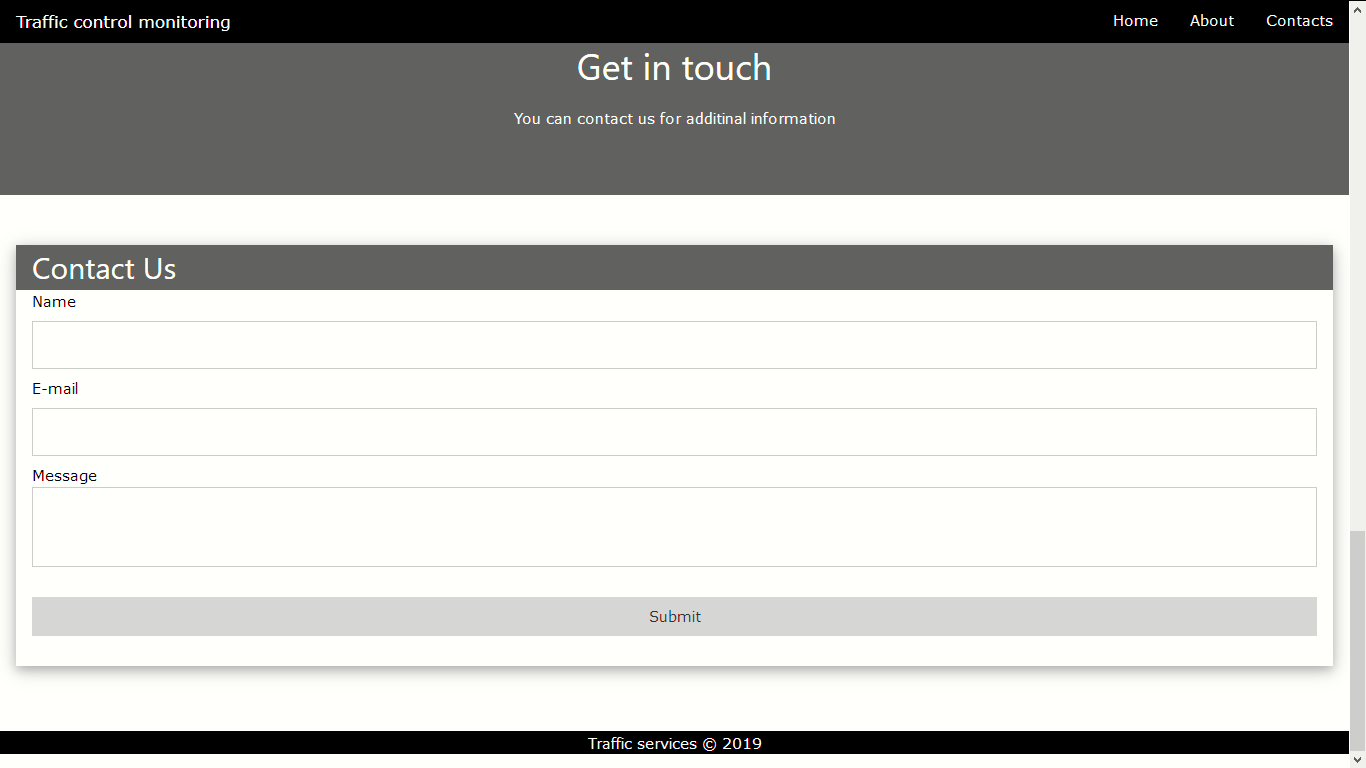 Traffic control monitoring Home About Contacts
Get in touch
You can contact us for additinal information
Contact Us
Name
E-mail
Message
Submit
Traffic services © 2019